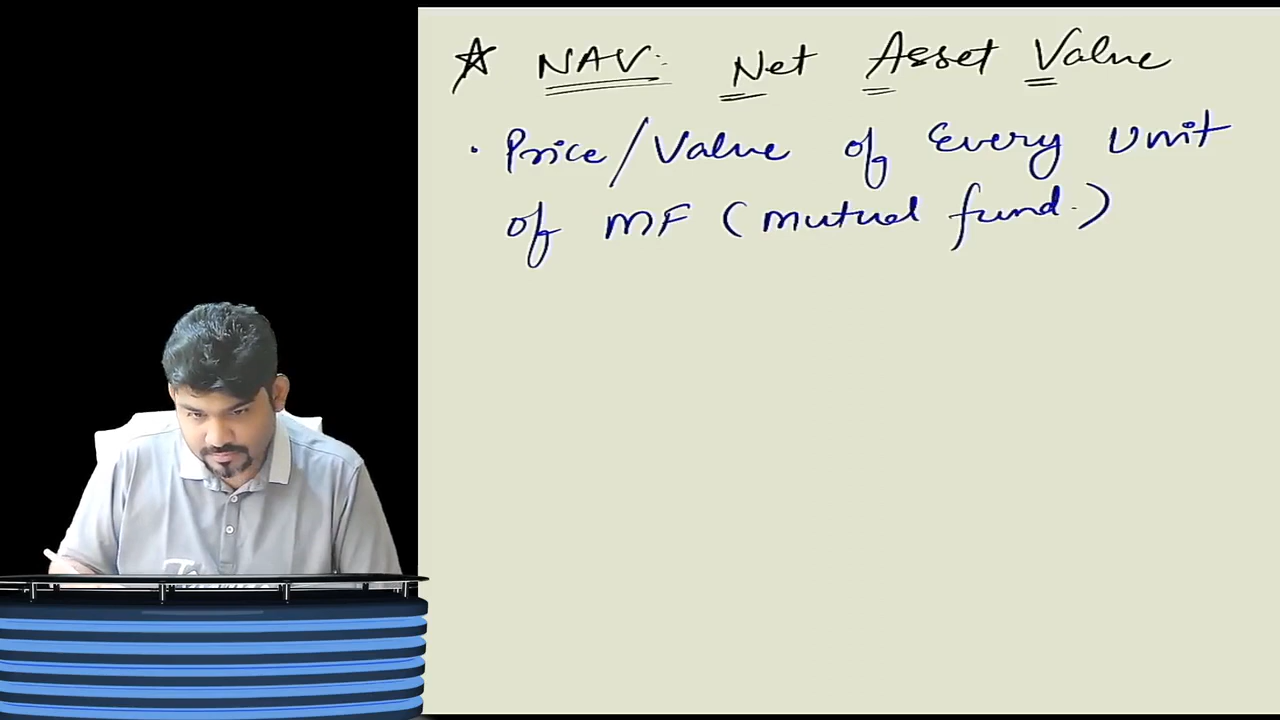 ☆ NAV: Net Asset Value
• Price/Value of Every Unit
of MF (Mutual fund.)